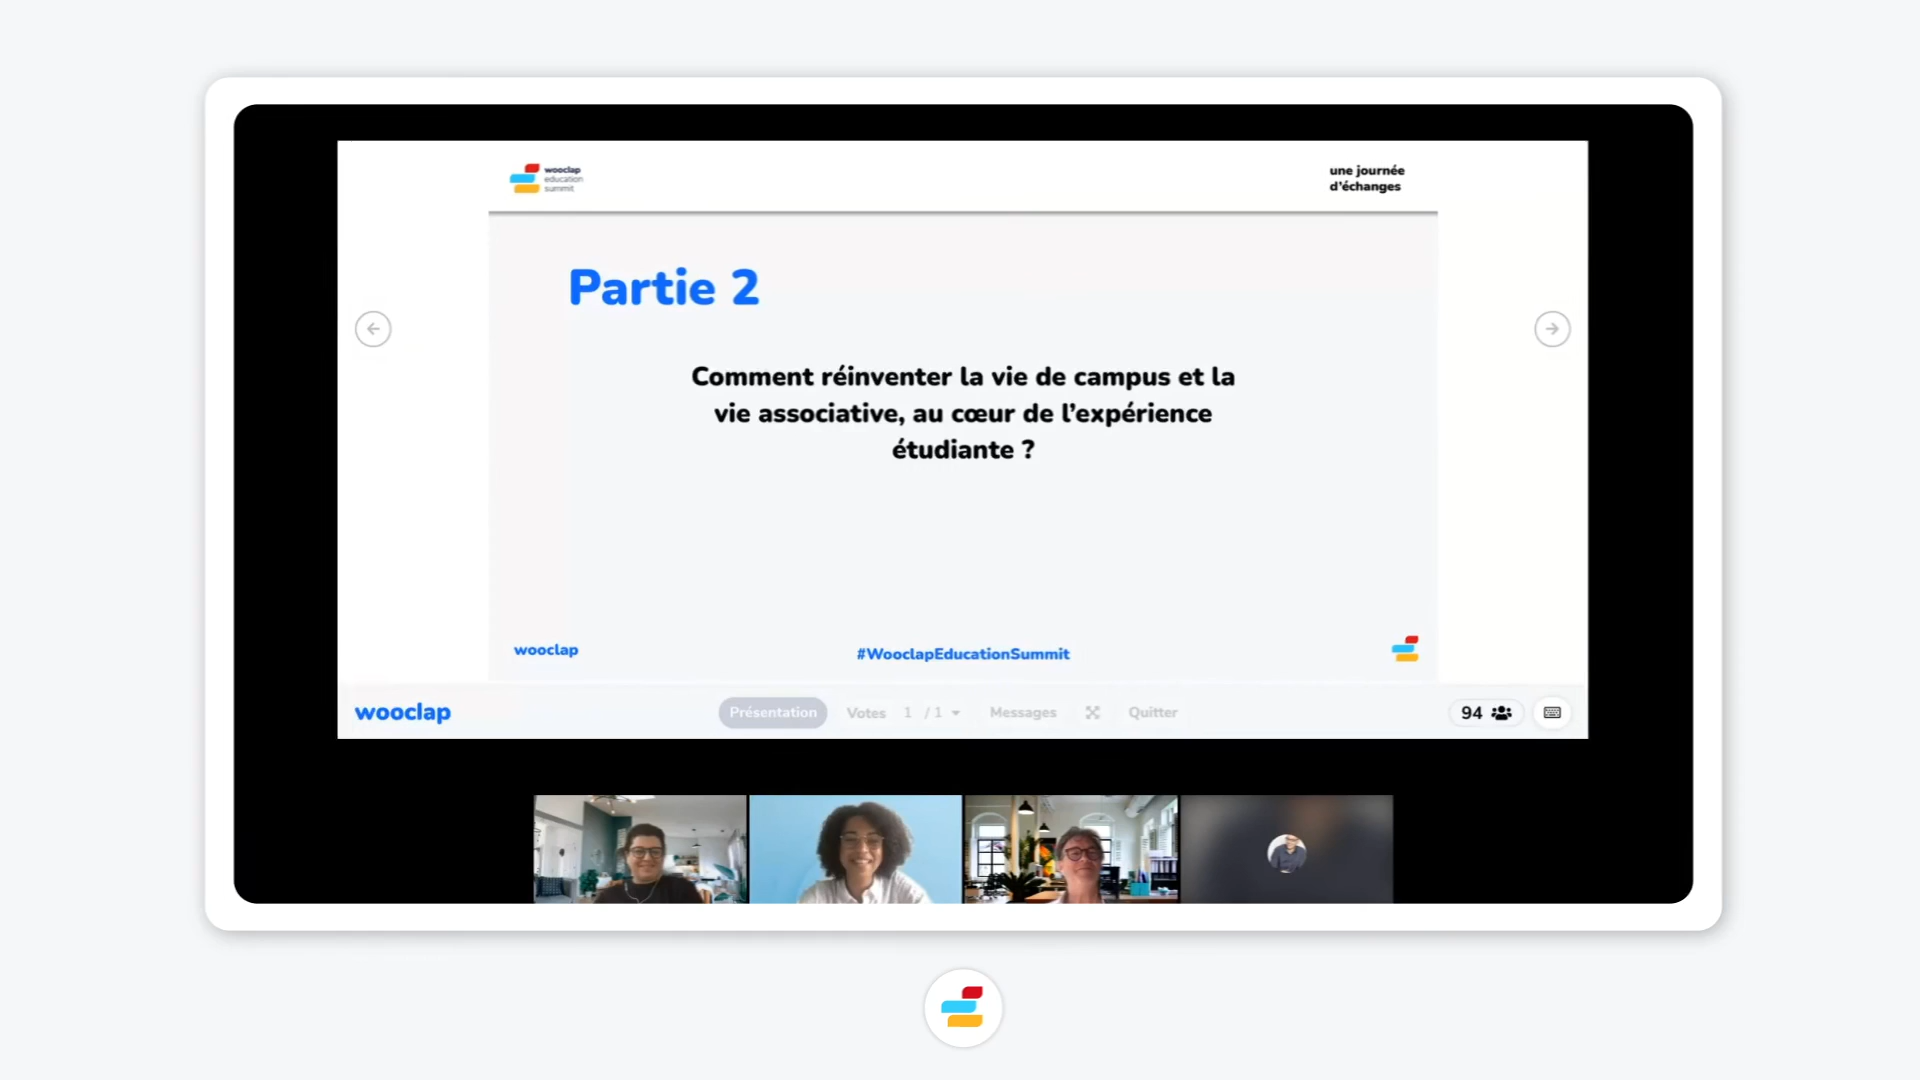 wooclap
education
summit
une journée
d'échanges
Partie 2
Comment réinventer la vie de campus et la
vie associative, au cœur de l'expérience
étudiante ?
wooclap
#WooclapEducationSummit
wooclap
Présentation
Votes 1 / 1
Messages
Quitter
94